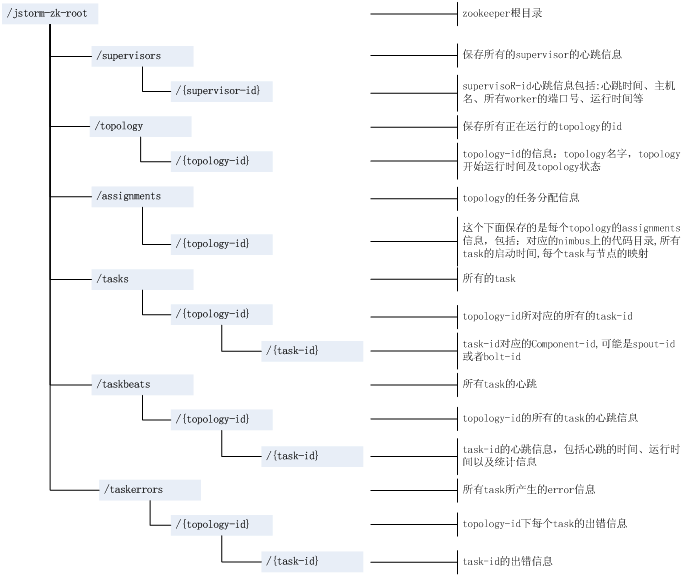 /jstorm-zk-root
zookeeper根目录
/supervisors
保存所有的supervisor的心跳信息
/{supervisor-id}
supervisoR-id心跳信息包括:心跳时间、主机
名、所有worker的端口号、运行时间等
/topology
保存所有正在运行的topology的id
/{topology-id}
topology-id的信息：topology名字，topology
开始运行时间及topology状态
/assignments
topology的任务分配信息
/{topology-id}
这个下面保存的是每个topology的assignments
信息，包括：对应的nimbus上的代码目录,所有
task的启动时间,每个task与节点的映射
/tasks
所有的task
/{topology-id}
topology-id所对应的所有的task-id
/{task-id}
task-id对应的Component-id,可能是spout-id
或者bolt-id
/taskbeats
所有task的心跳
/{topology-id}
topology-id的所有的task的心跳信息
/{task-id}
task-id的心跳信息，包括心跳的时间、运行时
间以及统计信息
/taskerrors
所有task所产生的error信息
/{topology-id}
topology-id下每个task的出错信息
/{task-id}
task-id的出错信息